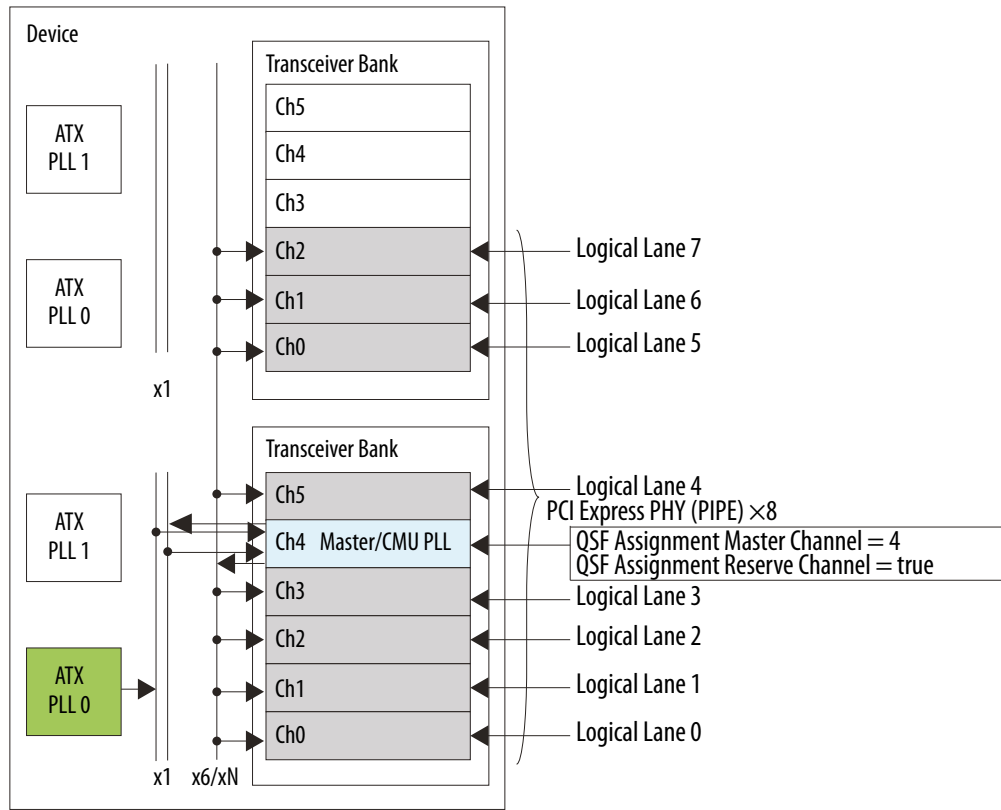 Device
Transceiver Bank
Ch5
ATX
PLL 1
Ch4
Ch3
Ch2
Logical Lane 7
ATX
PLL 0
Ch1
Logical Lane 6
Ch0
Logical Lane 5
x1
Transceiver Bank
Ch5
Logical Lane 4
PCI Express PHY (PIPE) ×8
ATX
PLL 1
Ch4 Master/CMU PLL
QSF Assignment Master Channel = 4
QSF Assignment Reserve Channel = true
Ch3
Logical Lane 3
Ch2
Logical Lane 2
ATX
PLL 0
Ch1
Logical Lane 1
Ch0
Logical Lane 0
x1
x6/xN